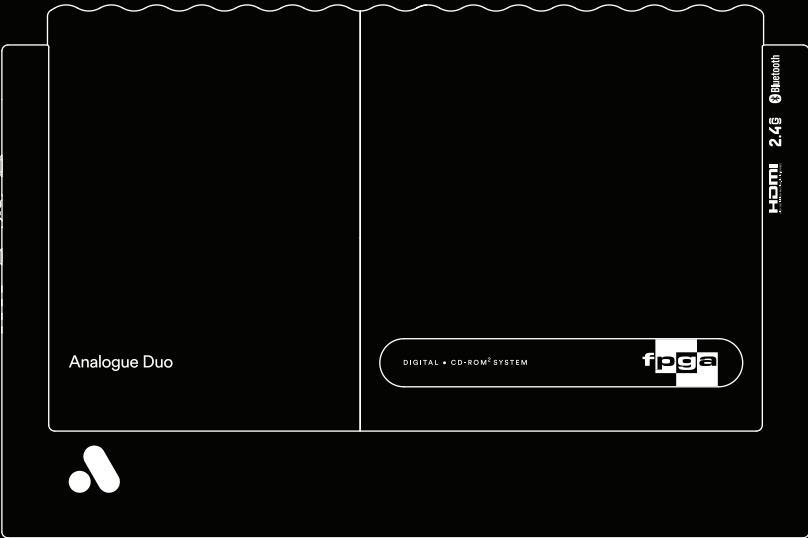 Bluetooth
2.4G
HDMI
Analogue Duo
DIGITAL • CD-ROM² SYSTEM
fpga